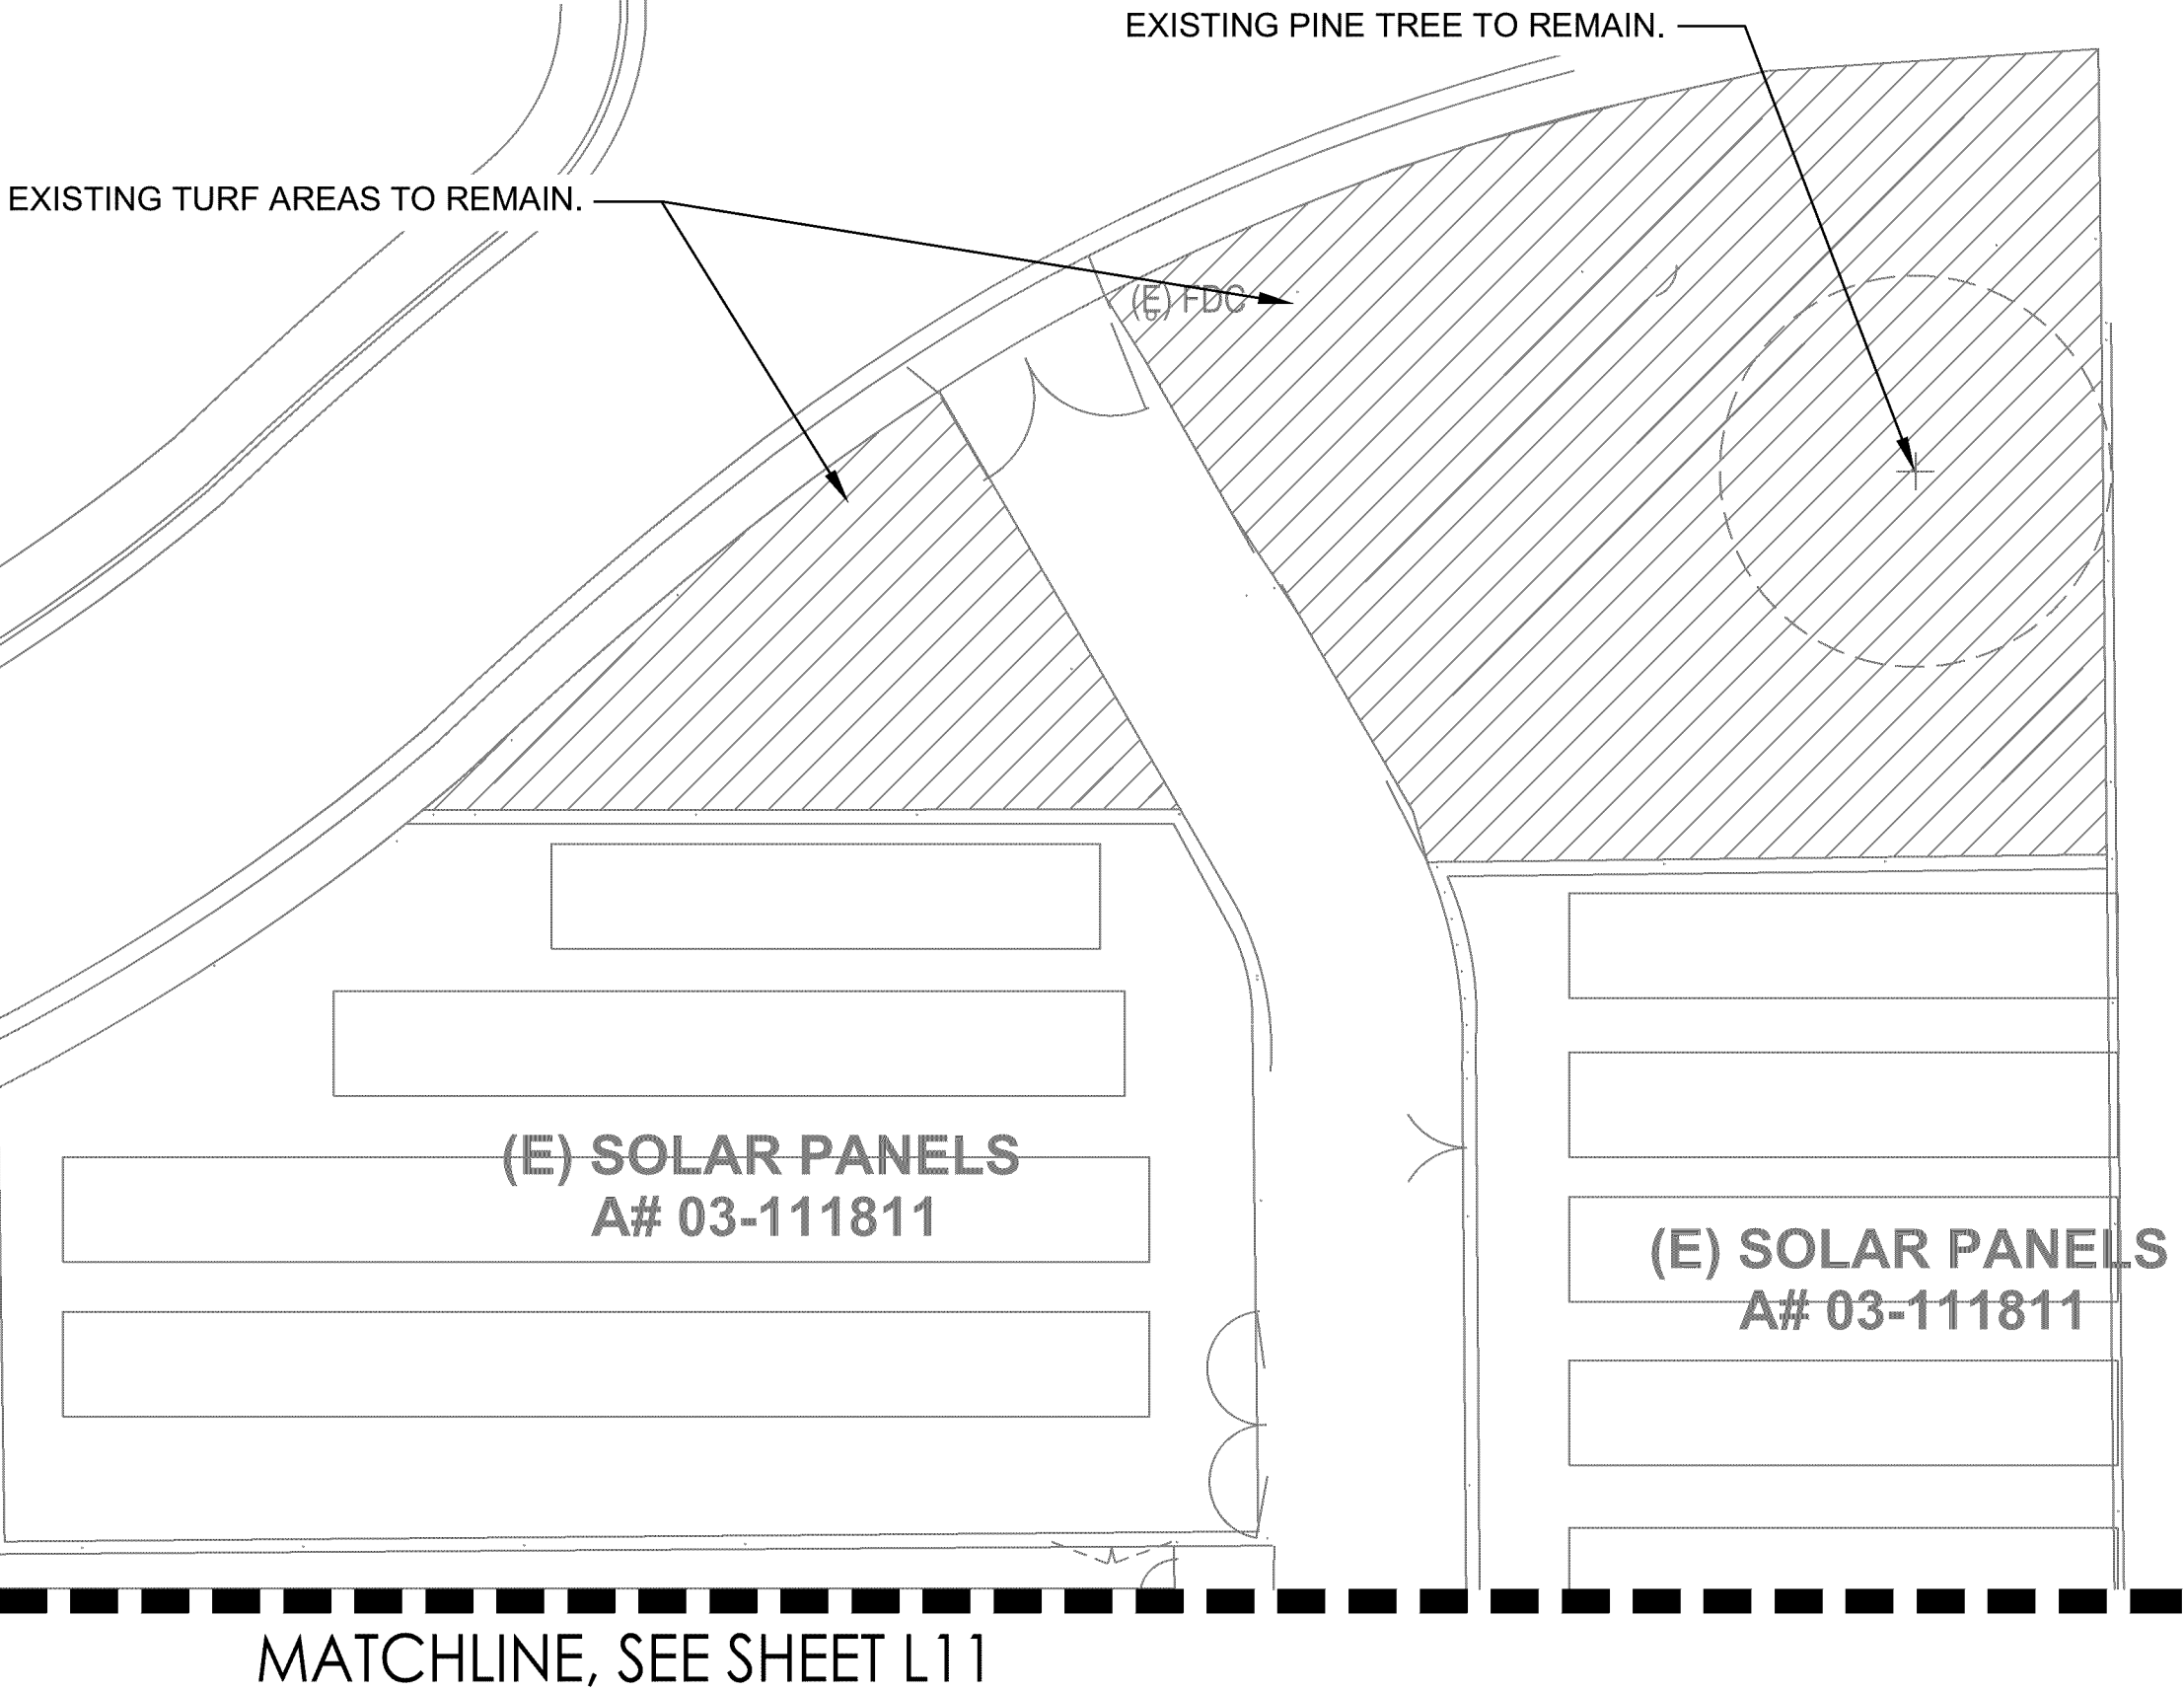 EXISTING PINE TREE TO REMAIN.
EXISTING TURF AREAS TO REMAIN.
(E) FDC
(E) SOLAR PANELS
A# 03-111811
(E) SOLAR PANELS
A# 03-111811
MATCHLINE, SEE SHEET L11